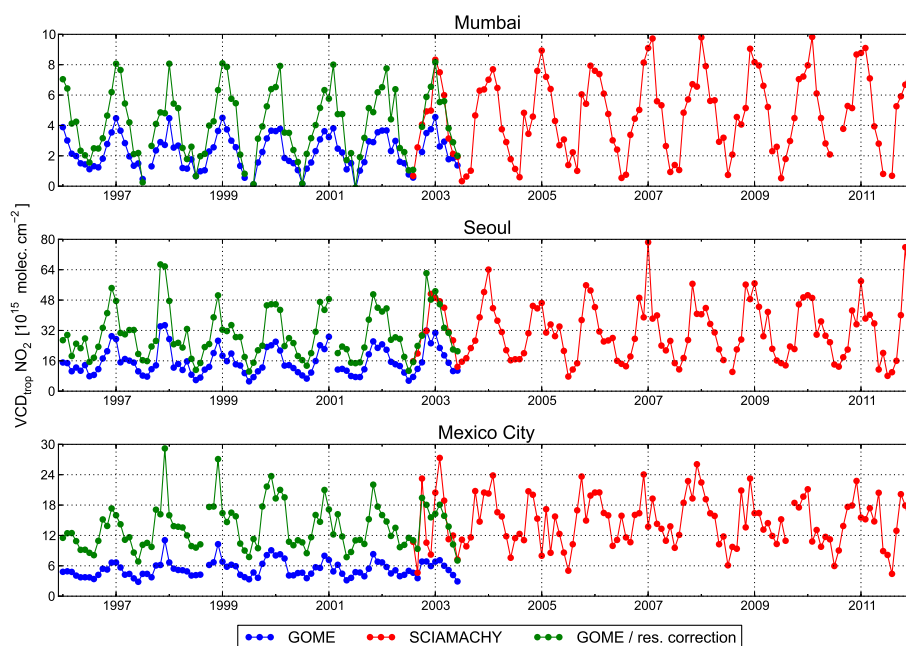 Mumbai
10
8
6
4
2
0
1997 1999 2001 2003 2005 2007 2009 2011
VCD_trop NO_2 [10^15 molec. cm^-2]
Seoul
80
64
48
32
16
0
1997 1999 2001 2003 2005 2007 2009 2011
Mexico City
30
24
18
12
6
0
1997 1999 2001 2003 2005 2007 2009 2011
GOME SCIAMACHY GOME / res. correction